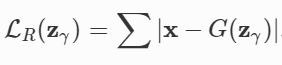 ℒ_R(𝐳_γ) = ∑ |𝐱 − G(𝐳_γ)|.